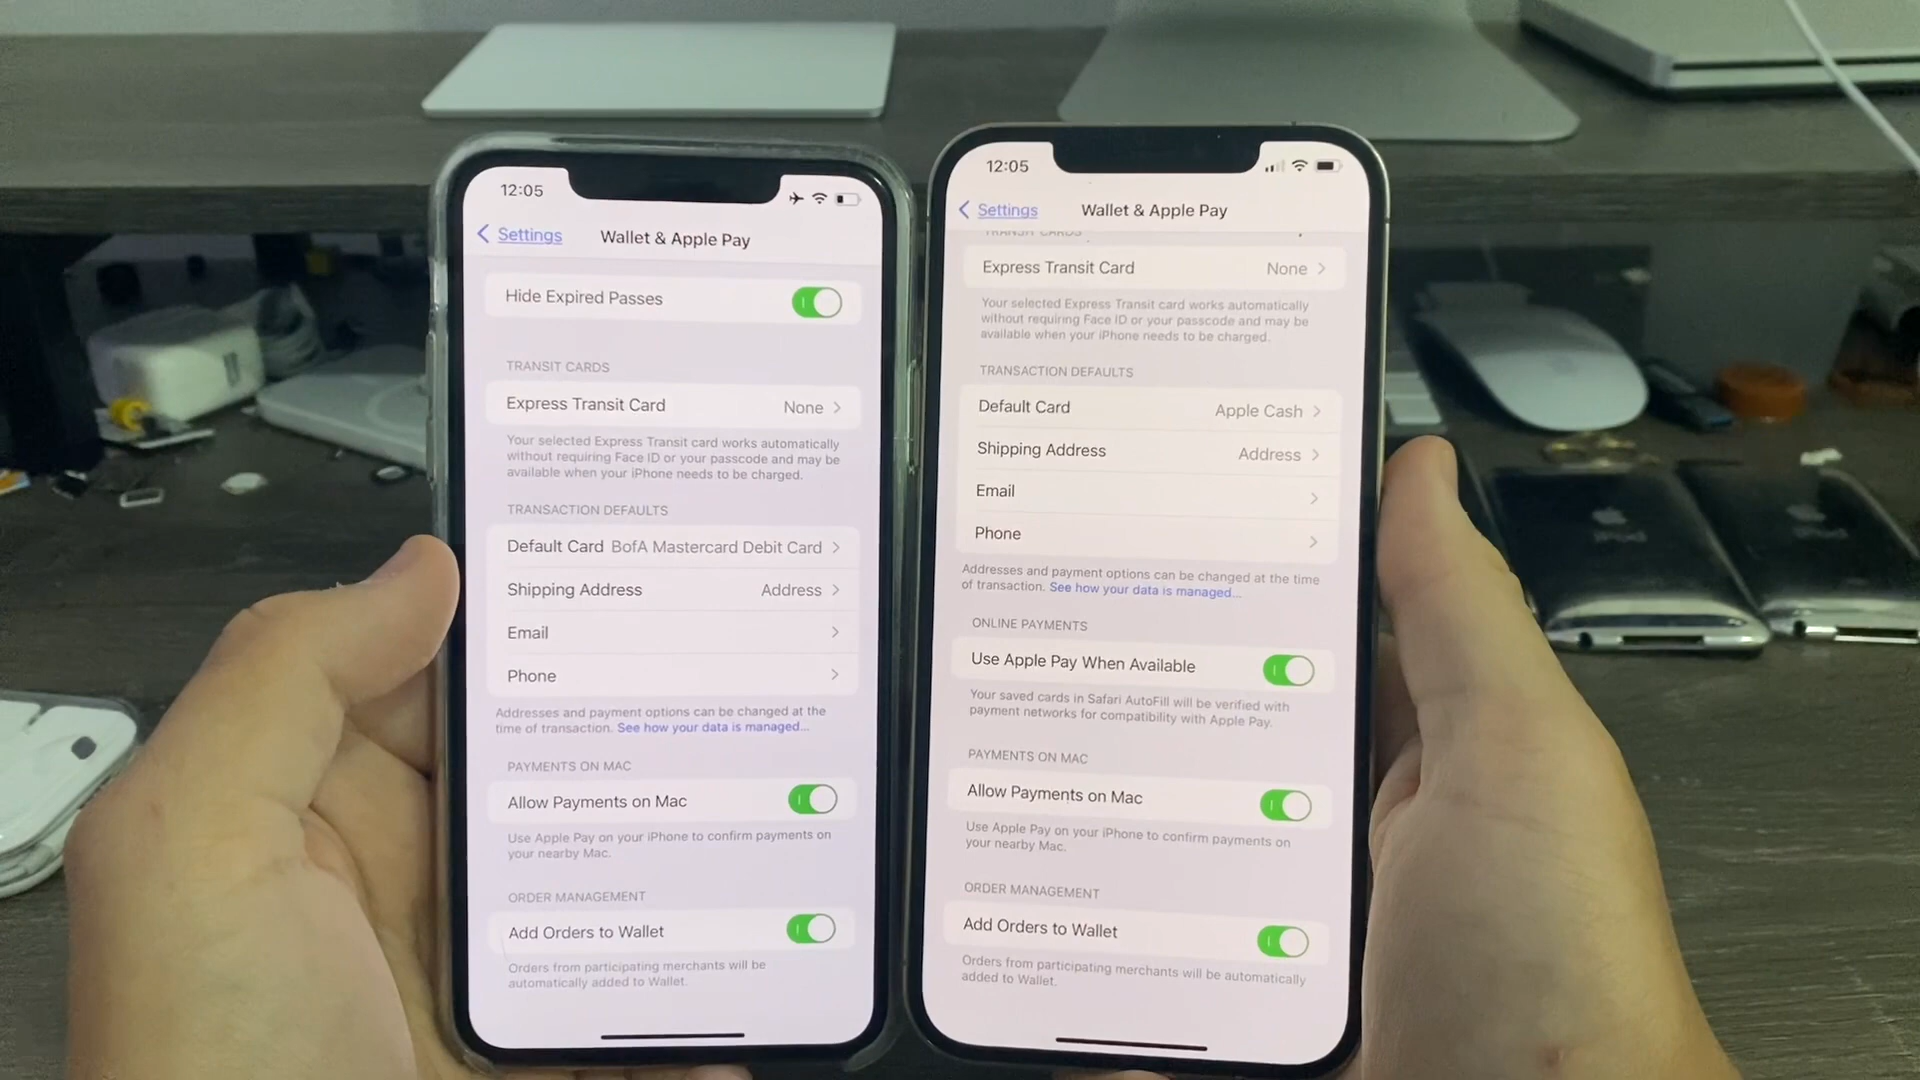 12:05
Settings
Wallet & Apple Pay
Hide Expired Passes
TRANSIT CARDS
Express Transit Card None
Your selected Express Transit card works automatically
without requiring Face ID or your passcode and may be
available when your iPhone needs to be charged.
TRANSACTION DEFAULTS
Default Card BofA Mastercard Debit Card
Shipping Address Address
Email
Phone
Addresses and payment options can be changed at the
time of transaction. See how your data is managed...
PAYMENTS ON MAC
Allow Payments on Mac
Use Apple Pay on your iPhone to confirm payments on
your nearby Mac.
ORDER MANAGEMENT
Add Orders to Wallet
Orders from participating merchants will be
automatically added to Wallet.
12:05
Settings
Wallet & Apple Pay
TRANSIT CARDS
Express Transit Card None
Your selected Express Transit card works automatically
without requiring Face ID or your passcode and may be
available when your iPhone needs to be charged.
TRANSACTION DEFAULTS
Default Card Apple Cash
Shipping Address Address
Email
Phone
Addresses and payment options can be changed at the time
of transaction. See how your data is managed...
ONLINE PAYMENTS
Use Apple Pay When Available
Your saved cards in Safari AutoFill will be verified with
payment networks for compatibility with Apple Pay.
PAYMENTS ON MAC
Allow Payments on Mac
Use Apple Pay on your iPhone to confirm payments on
your nearby Mac.
ORDER MANAGEMENT
Add Orders to Wallet
Orders from participating merchants will be automatically
added to Wallet.
iPod
iPod